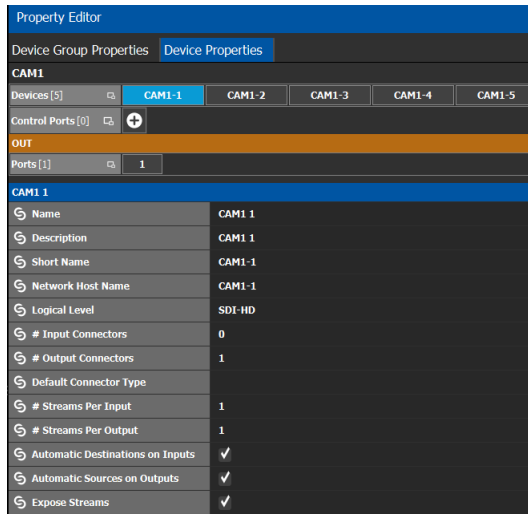 Property Editor
Device Group Properties Device Properties
CAM1
Devices [5] CAM1-1 CAM1-2 CAM1-3 CAM1-4 CAM1-5
Control Ports [0]
OUT
Ports [1] 1
CAM1 1
Name CAM1 1
Description CAM1 1
Short Name CAM1-1
Network Host Name CAM1-1
Logical Level SDI-HD
# Input Connectors 0
# Output Connectors 1
Default Connector Type
# Streams Per Input 1
# Streams Per Output 1
Automatic Destinations on Inputs
Automatic Sources on Outputs
Expose Streams